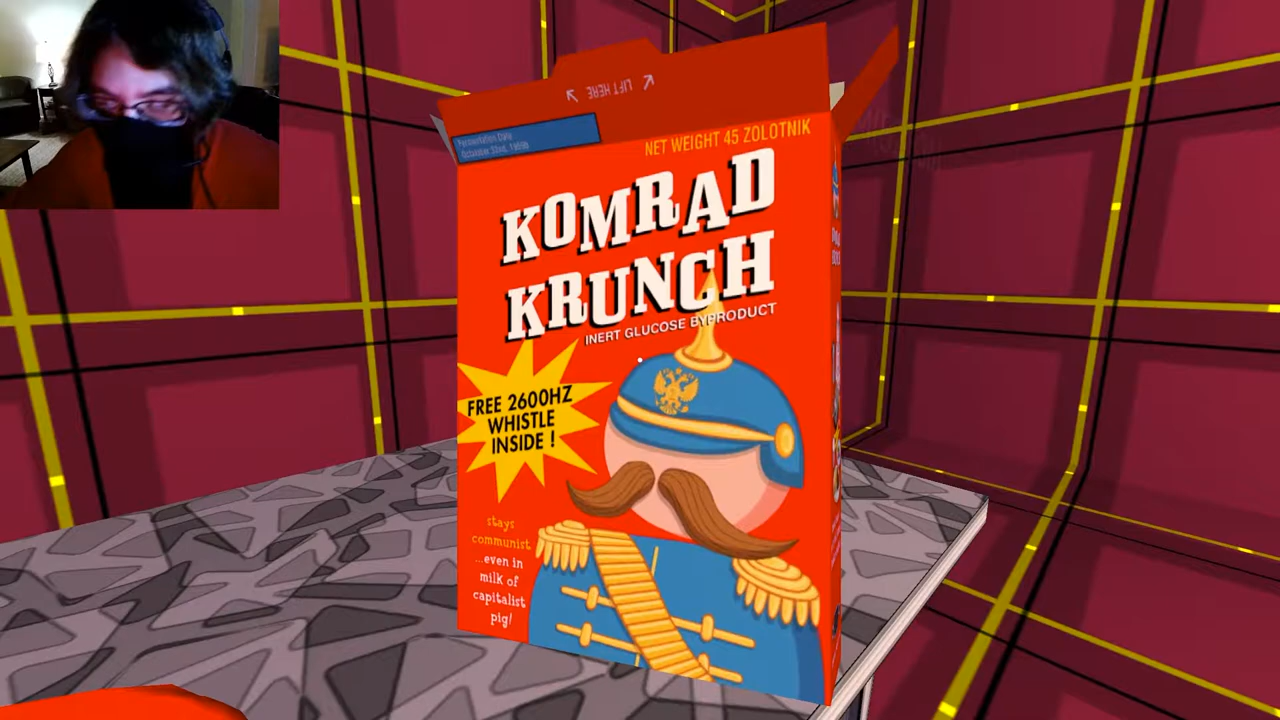 LIFT HERE
NET WEIGHT 45 ZOLOTNIK
KOMRAD
KRUNCH
INERT GLUCOSE BYPRODUCT
FREE 2600HZ
WHISTLE
INSIDE !
stays
communist
...even in
milk of
capitalist
pig!